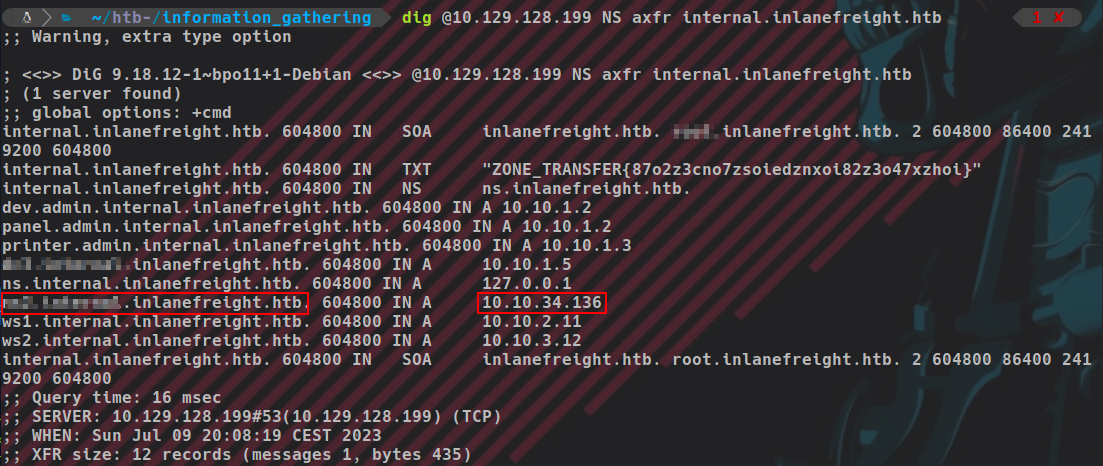 ~/htb-/information_gathering dig @10.129.128.199 NS axfr internal.inlanefreight.htb 1 ✘
;; Warning, extra type option
; <<>> DiG 9.18.12-1~bpo11+1-Debian <<>> @10.129.128.199 NS axfr internal.inlanefreight.htb
; (1 server found)
;; global options: +cmd
internal.inlanefreight.htb. 604800 IN SOA inlanefreight.htb. .inlanefreight.htb. 2 604800 86400 241
9200 604800
internal.inlanefreight.htb. 604800 IN TXT "ZONE_TRANSFER{87o2z3cno7zsoiedznxoi82z3o47xzhoi}"
internal.inlanefreight.htb. 604800 IN NS ns.inlanefreight.htb.
dev.admin.internal.inlanefreight.htb. 604800 IN A 10.10.1.2
panel.admin.internal.inlanefreight.htb. 604800 IN A 10.10.1.2
printer.admin.internal.inlanefreight.htb. 604800 IN A 10.10.1.3
.inlanefreight.htb. 604800 IN A 10.10.1.5
ns.internal.inlanefreight.htb. 604800 IN A 127.0.0.1
.inlanefreight.htb. 604800 IN A 10.10.34.136
ws1.internal.inlanefreight.htb. 604800 IN A 10.10.2.11
ws2.internal.inlanefreight.htb. 604800 IN A 10.10.3.12
internal.inlanefreight.htb. 604800 IN SOA inlanefreight.htb. root.inlanefreight.htb. 2 604800 86400 241
9200 604800
;; Query time: 16 msec
;; SERVER: 10.129.128.199#53(10.129.128.199) (TCP)
;; WHEN: Sun Jul 09 20:08:19 CEST 2023
;; XFR size: 12 records (messages 1, bytes 435)